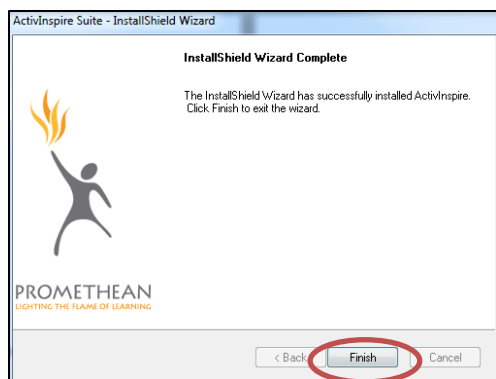 ActivInspire Suite - InstallShield Wizard
InstallShield Wizard Complete
The InstallShield Wizard has successfully installed ActivInspire.
Click Finish to exit the wizard.
PROMETHEAN
LIGHTING THE FLAME OF LEARNING
< Back Finish Cancel